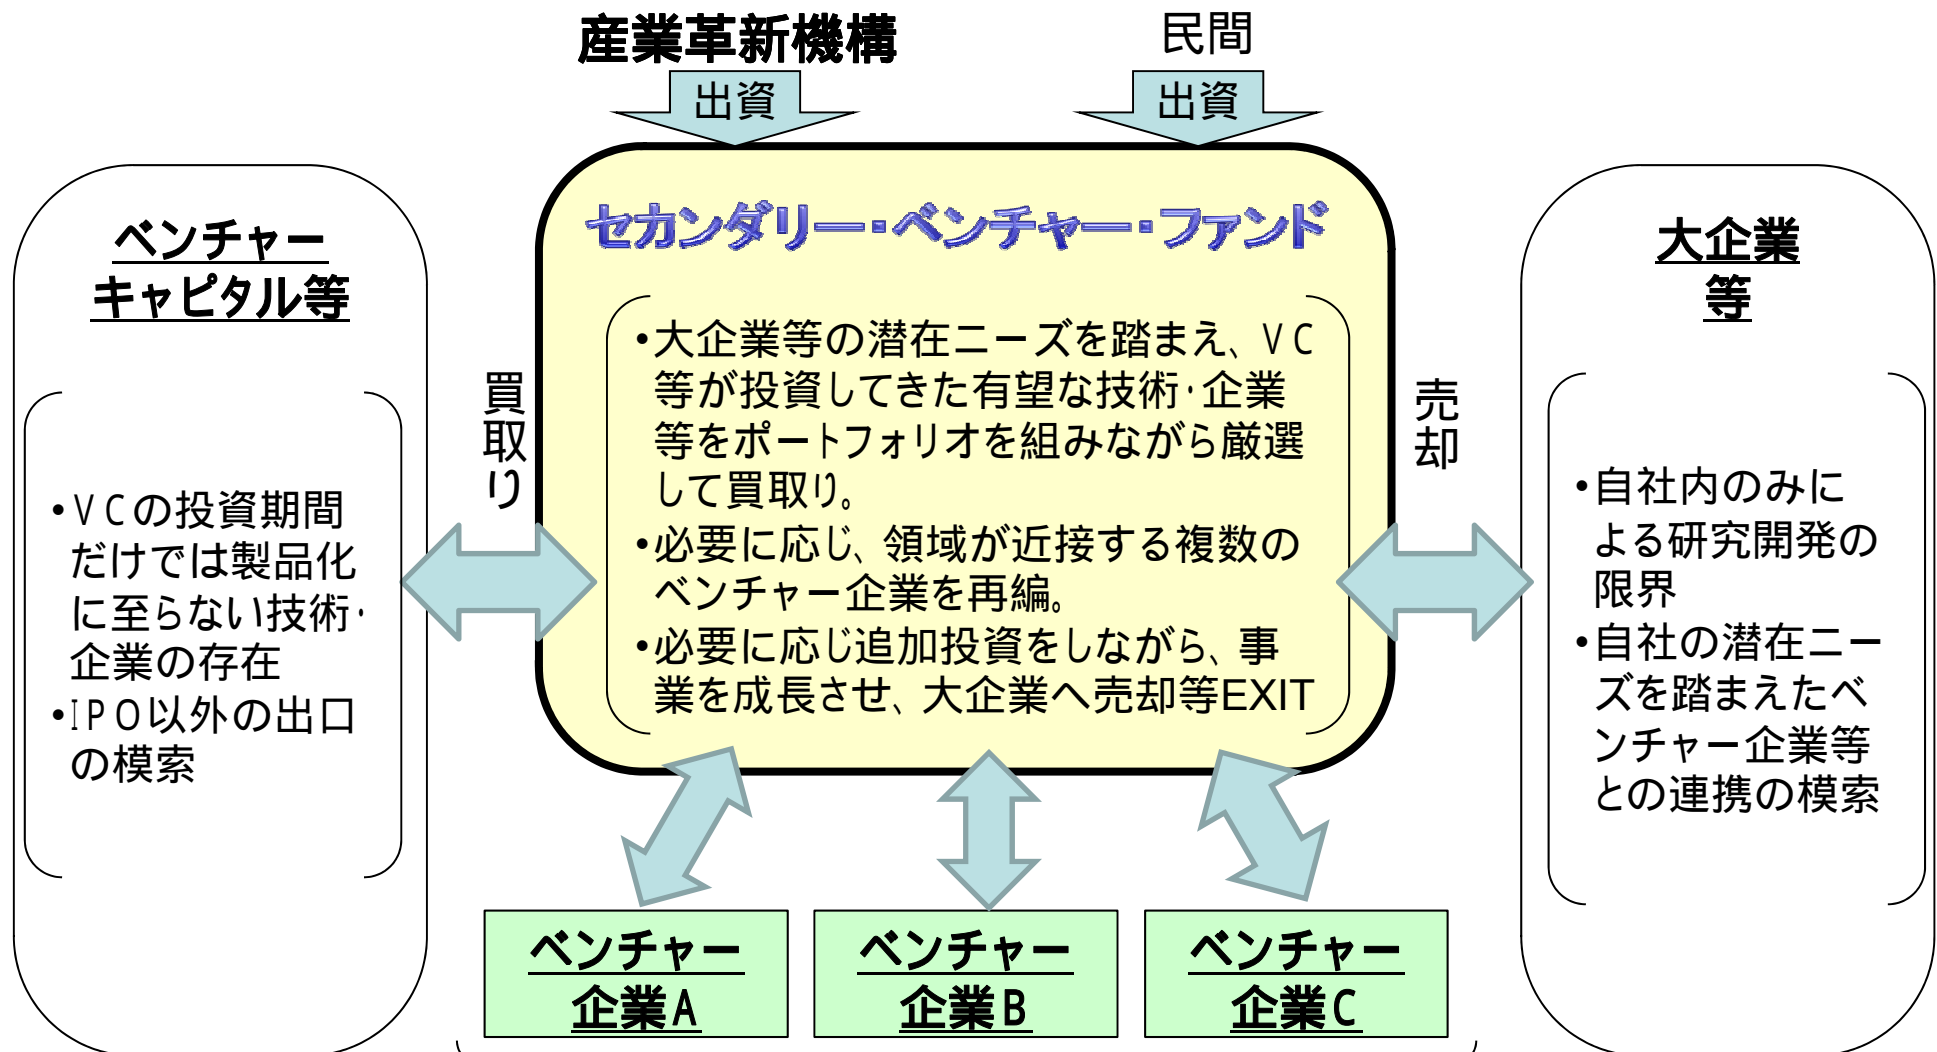 産業革新機構
民間
出資
出資
ベンチャー
キャピタル等
・ＶＣの投資期間
だけでは製品化
に至らない技術・
企業の存在
・ＩＰＯ以外の出口
の模索
買取り
セカンダリー・ベンチャー・ファンド
・大企業等の潜在ニーズを踏まえ、ＶＣ
等が投資してきた有望な技術・企業
等をポートフォリオを組みながら厳選
して買取り。
・必要に応じ、領域が近接する複数の
ベンチャー企業を再編。
・必要に応じ追加投資をしながら、事
業を成長させ、大企業へ売却等EXIT
売却
大企業
等
・自社内のみに
よる研究開発の
限界
・自社の潜在ニー
ズを踏まえたベ
ンチャー企業等
との連携の模索
ベンチャー
企業Ａ
ベンチャー
企業Ｂ
ベンチャー
企業Ｃ